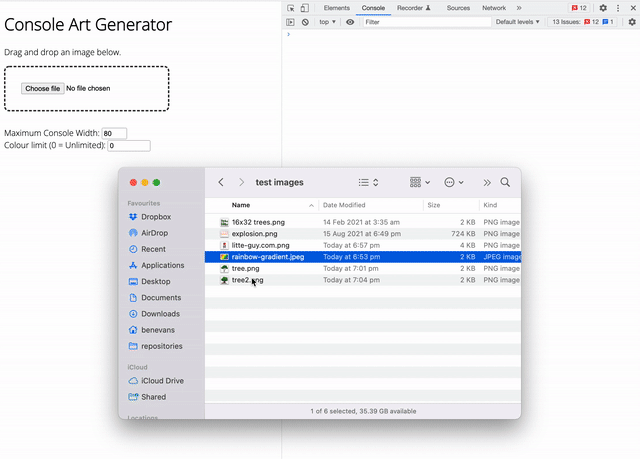 Console Art Generator
Drag and drop an image below.
Choose file No file chosen
Maximum Console Width: 80
Colour limit (0 = Unlimited): 0
Elements Console Recorder Sources Network » 12
top Filter Default levels 13 Issues: 12 1
›
test images
Favourites
Dropbox
AirDrop
Recent
Applications
Desktop
Documents
Downloads
benevans
repositories
iCloud
iCloud Drive
Shared
Locations
Name Date Modified Size Kind
16x32 trees.png 14 Feb 2021 at 3:35 am 2 KB PNG image
explosion.png 15 Aug 2021 at 6:49 pm 724 KB PNG image
litte-guy.com.png Today at 6:57 pm 4 KB PNG image
rainbow-gradient.jpeg Today at 6:53 pm 2 KB JPEG image
tree.png Today at 7:01 pm 2 KB PNG image
tree2.png Today at 7:04 pm 2 KB PNG image
1 of 6 selected, 35.39 GB available